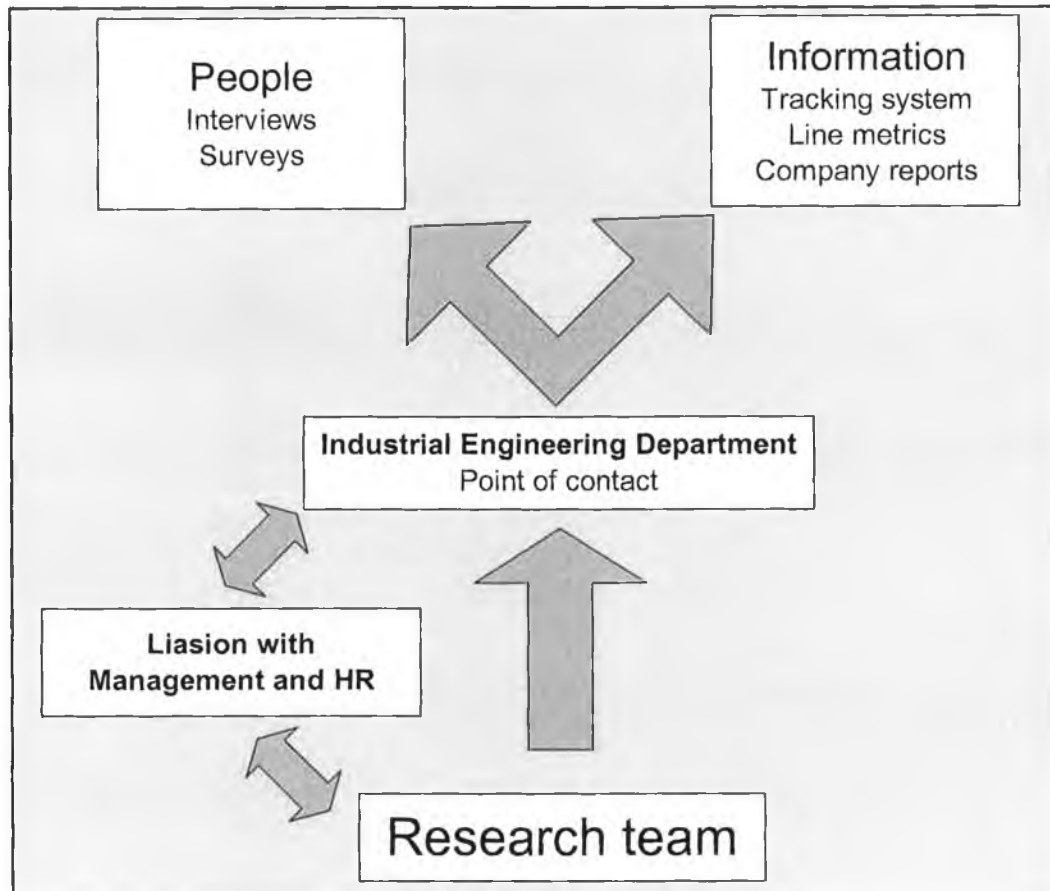 People
Interviews
Surveys
Information
Tracking system
Line metrics
Company reports
Industrial Engineering Department
Point of contact
Liasion with
Management and HR
Research team